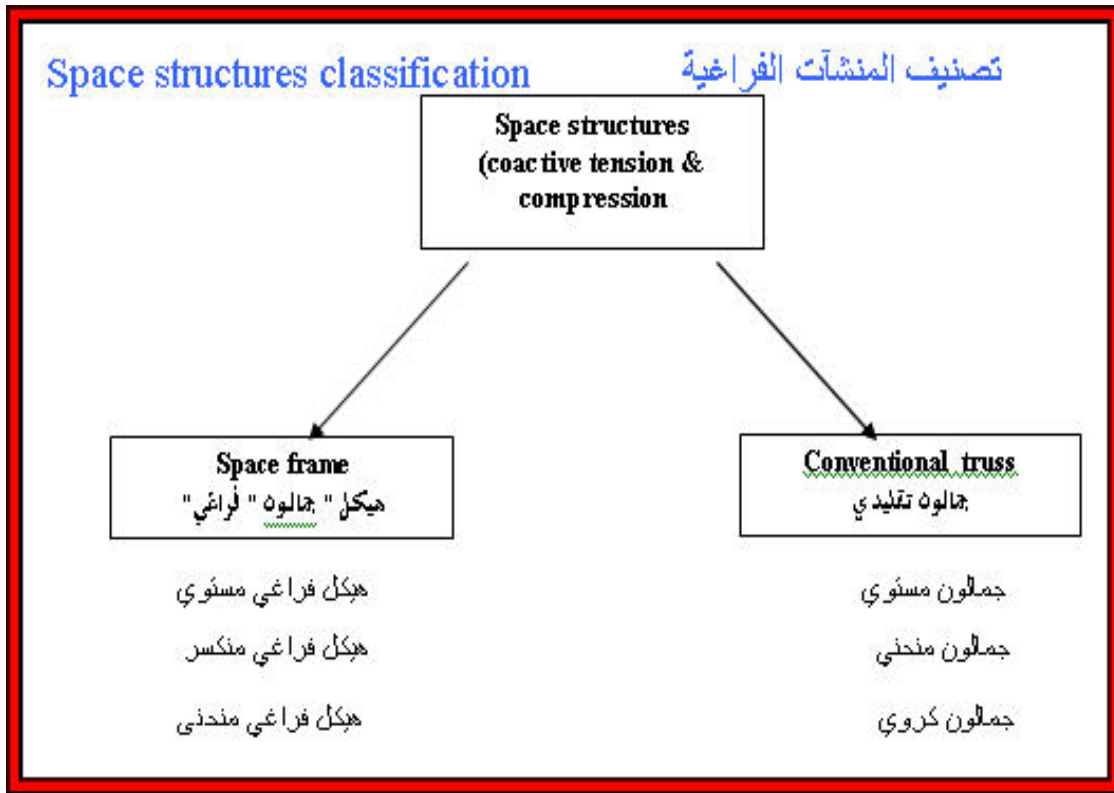 Space structures classification
تصنيف المنشآت الفراغية
Space structures
(coactive tension &
compression
Space frame
هيكل " جمالون " فراغي"
Conventional truss
جمالون تقليدي
هيكل فراغي مستوي
هيكل فراغي منكسر
هيكل فراغي منحنى
جمالون مستوي
جمالون منحني
جمالون كروي